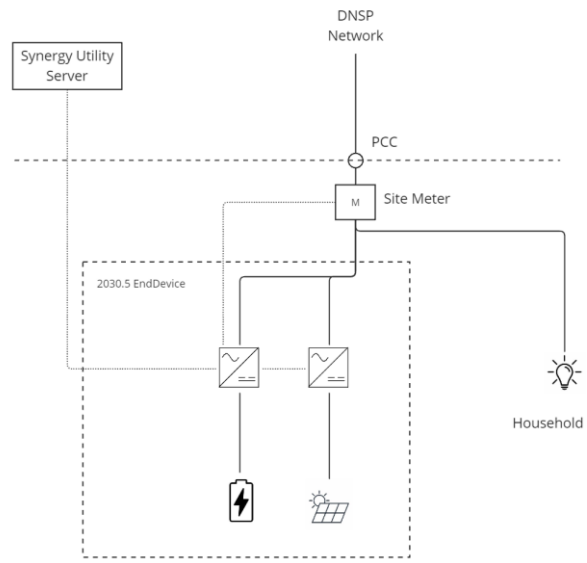 DNSP
Network
Synergy Utility
Server
PCC
M
Site Meter
2030.5 EndDevice
Household